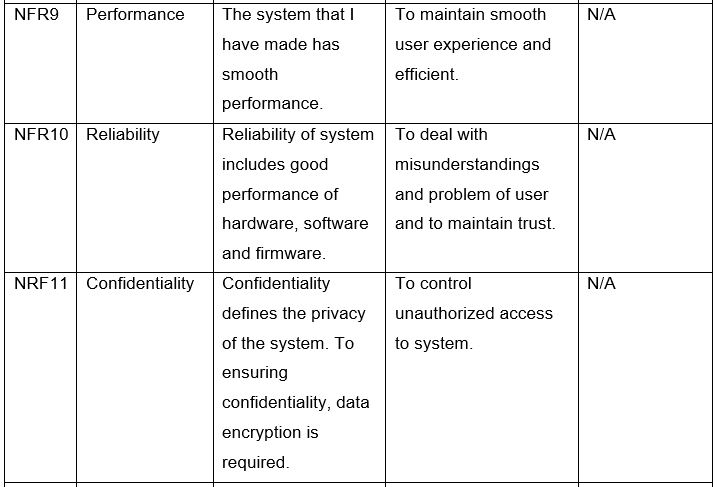 NFR9 Performance The system that I To maintain smooth N/A
have made has user experience and
smooth efficient.
performance.
NFR10 Reliability Reliability of system To deal with N/A
includes good misunderstandings
performance of and problem of user
hardware, software and to maintain trust.
and firmware.
NRF11 Confidentiality Confidentiality To control N/A
defines the privacy unauthorized access
of the system. To to system.
ensuring
confidentiality, data
encryption is
required.